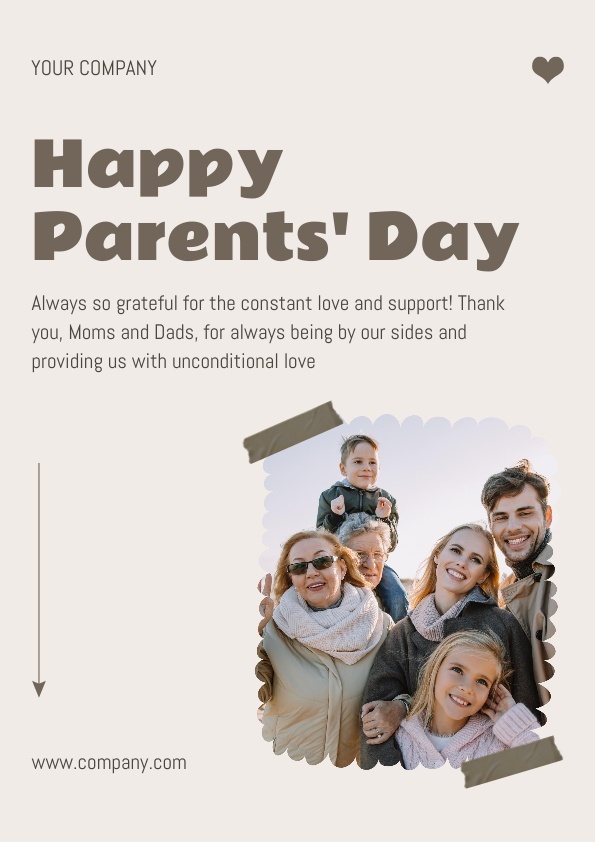 YOUR COMPANY
Happy
Parents' Day
Always so grateful for the constant love and support! Thank
you, Moms and Dads, for always being by our sides and
providing us with unconditional love
www.company.com